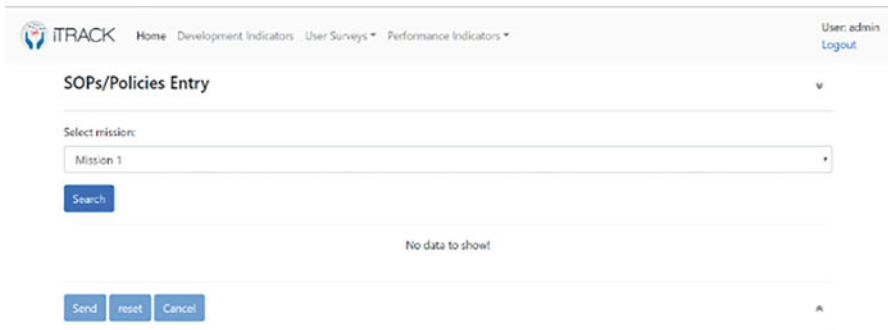 iTRACK Home Development Indicators User Surveys Performance Indicators User: admin
Logout
SOPs/Policies Entry
Select mission:
Mission 1
Search
No data to show!
Send reset Cancel